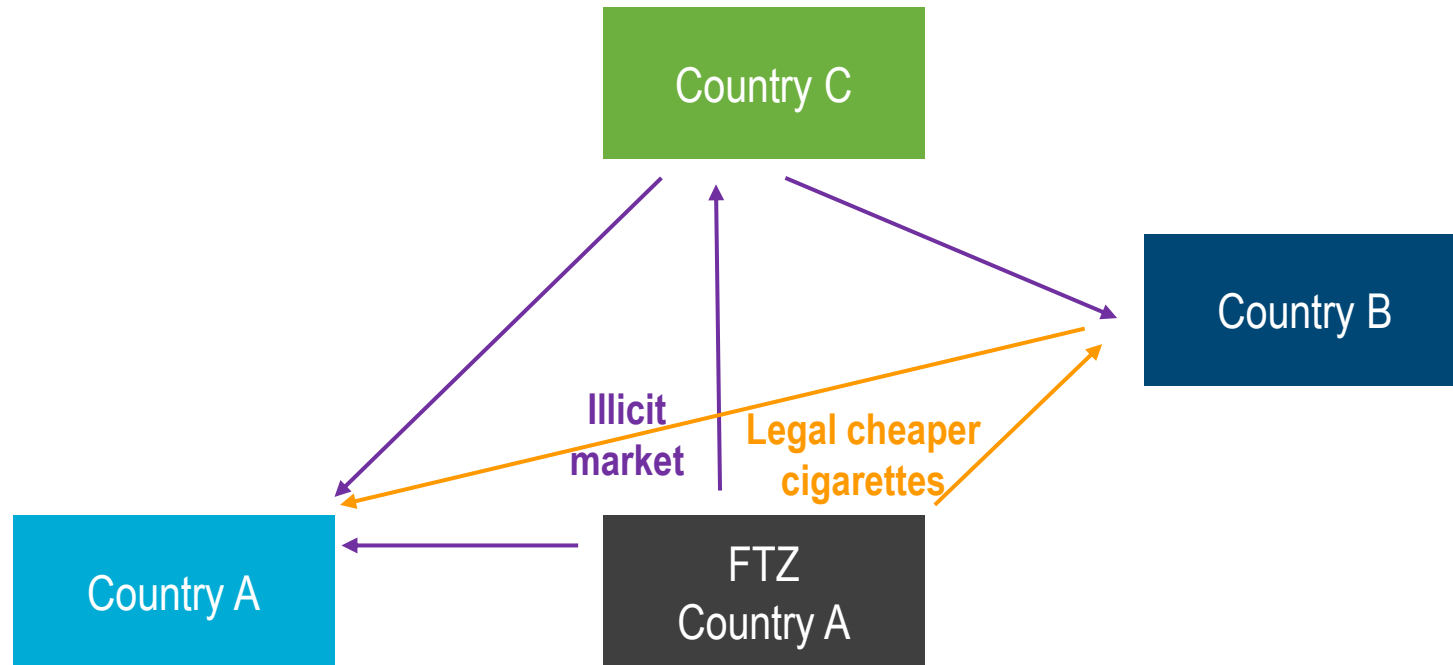 Country C
Country B
Illicit
market
Legal cheaper
cigarettes
Country A
FTZ
Country A